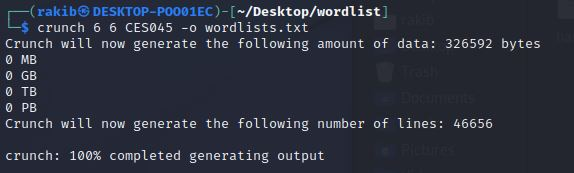 ┌──(rakib㉿DESKTOP-POO01EC)-[~/Desktop/wordlist]
└─$ crunch 6 6 CES045 -o wordlists.txt
Crunch will now generate the following amount of data: 326592 bytes
0 MB
0 GB
0 TB
0 PB
Crunch will now generate the following number of lines: 46656
crunch: 100% completed generating output
rakib
Trash
Documents
Pictures